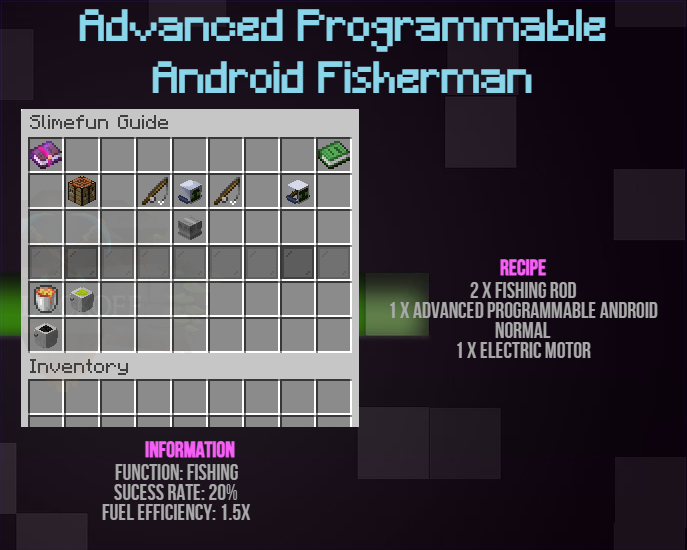 Advanced Programmable
Android Fisherman
Slimefun Guide
Inventory
RECIPE
2 X FISHING ROD
1 X ADVANCED PROGRAMMABLE ANDROID
NORMAL
1 X ELECTRIC MOTOR
INFORMATION
FUNCTION: FISHING
SUCESS RATE: 20%
FUEL EFFICIENCY: 1.5X